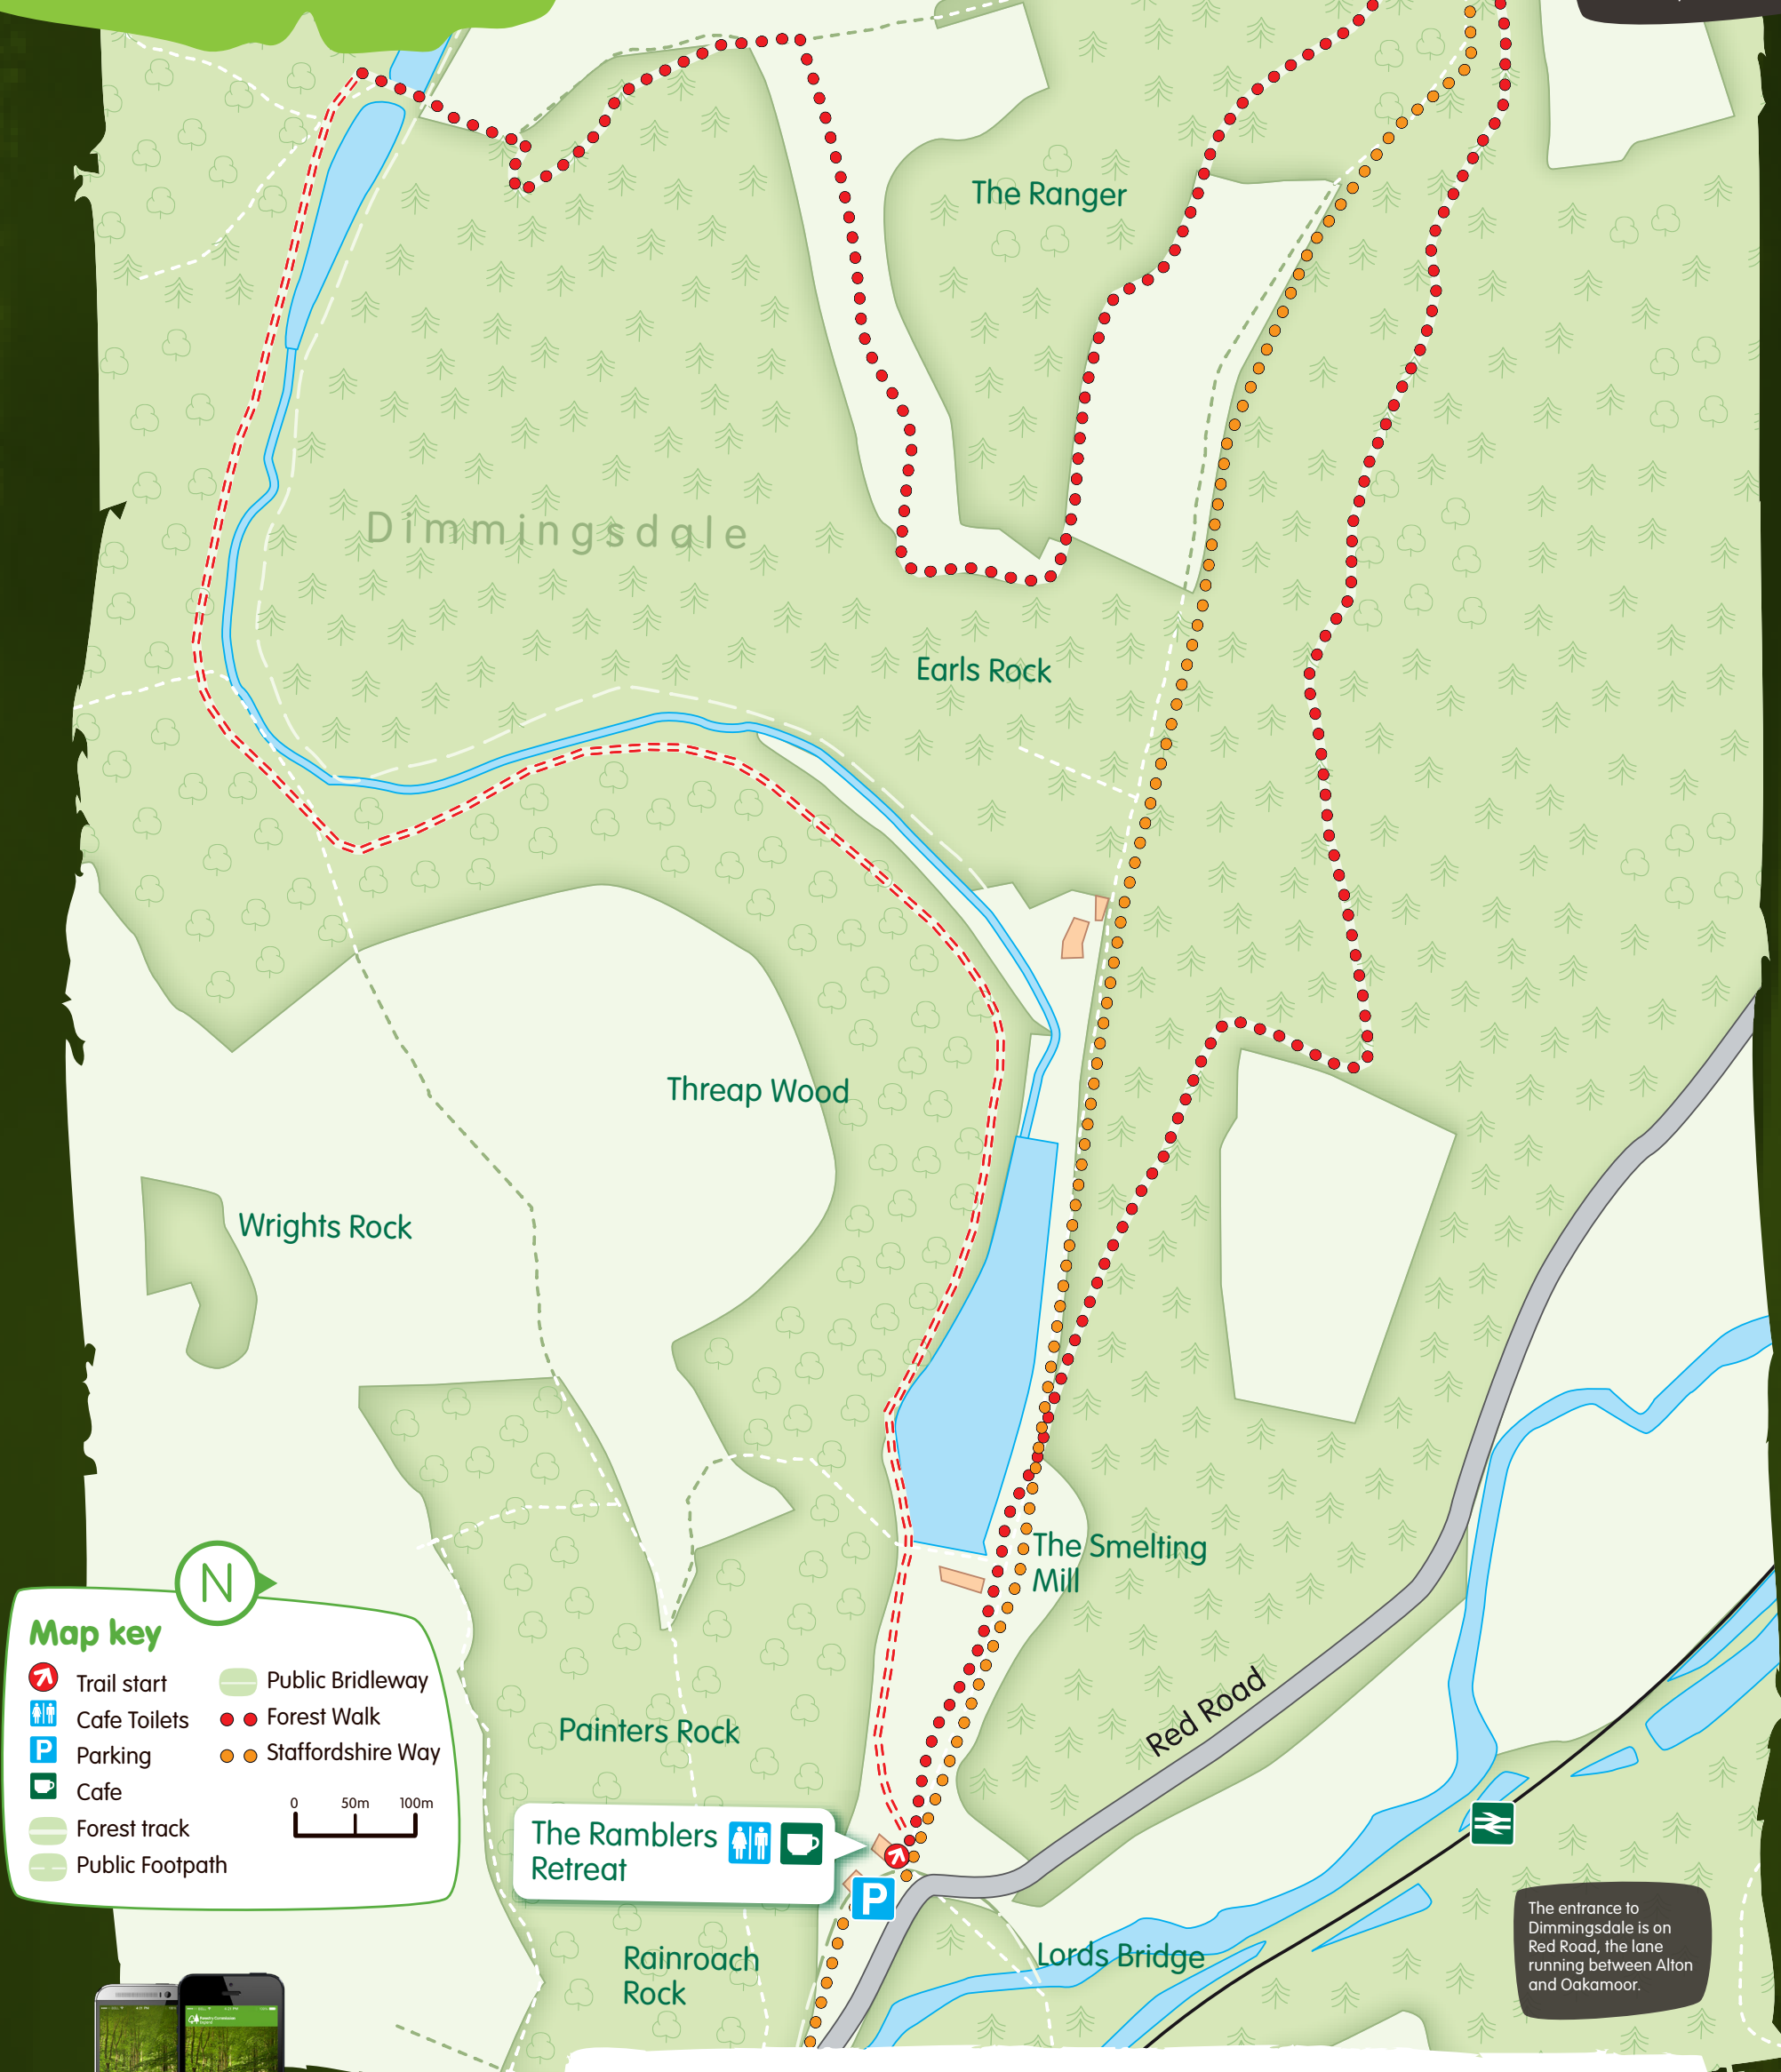 The Ranger
Dimmingsdale
Earls Rock
Threap Wood
Wrights Rock
The Smelting
Mill
N
Map key
Trail start
Cafe Toilets
P
Parking
Cafe
Forest track
Public Footpath
Public Bridleway
Forest Walk
Staffordshire Way
0 50m 100m
Painters Rock
Red Road
The Ramblers
Retreat
P
Rainroach
Rock
Lords Bridge
The entrance to
Dimmingsdale is on
Red Road, the lane
running between Alton
and Oakamoor.